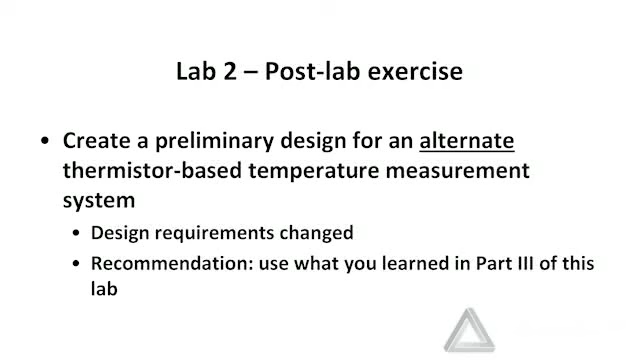 Lab 2 – Post-lab exercise
• Create a preliminary design for an alternate
thermistor-based temperature measurement
system
• Design requirements changed
• Recommendation: use what you learned in Part III of this
lab